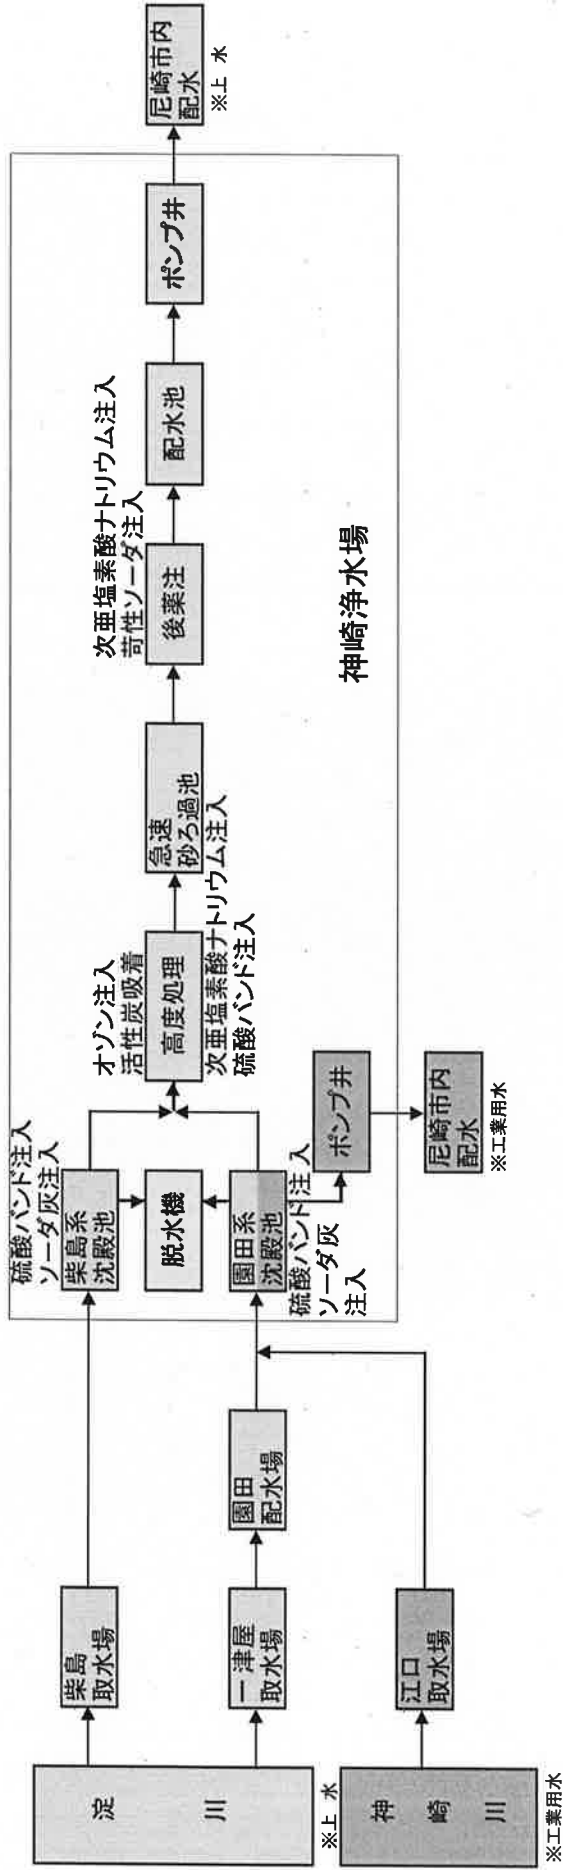 淀
川
※上 水
神
崎
川
※工業用水
柴島
取水場
一津屋
取水場
江口
取水場
園田
配水場
硫酸バンド注入
ソーダ灰注入
柴島系
沈殿池
脱水機
園田系
沈殿池
硫酸バンド注入
ソーダ灰
注入
オゾン注入
活性炭吸着
高度処理
次亜塩素酸ナトリウム注入
硫酸バンド注入
ポンプ井
尼崎市内
配水
※工業用水
急速
砂ろ過池
次亜塩素酸ナトリウム注入
苛性ソーダ注入
後薬注
配水池
ポンプ井
神崎浄水場
尼崎市内
配水
※上 水